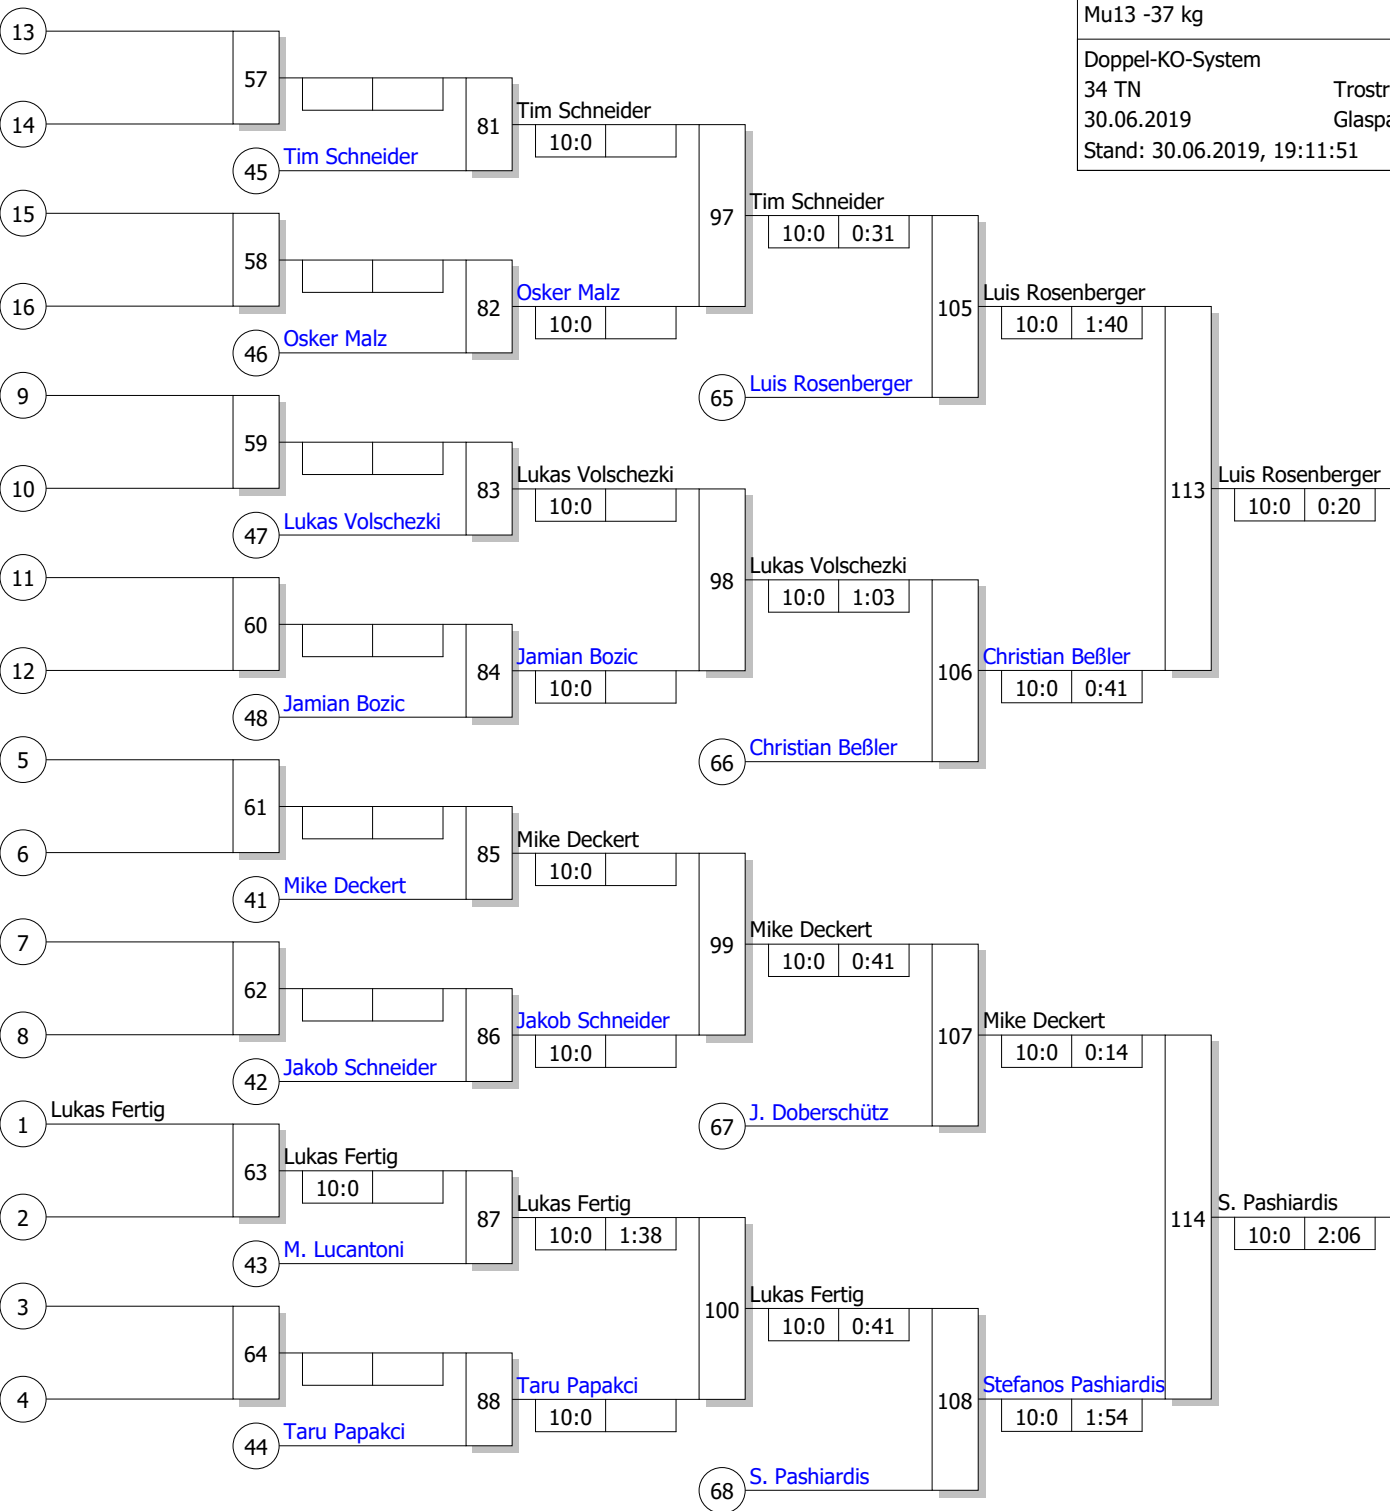 Mu13 -37 kg
Doppel-KO-System
34 TN
30.06.2019
Stand: 30.06.2019, 19:11:51
13
57
14
81
Tim Schneider
10:0
45
Tim Schneider
97
Tim Schneider
10:0 0:31
15
58
16
82
Osker Malz
10:0
46
Osker Malz
105
Luis Rosenberger
10:0 1:40
65
Luis Rosenberger
9
59
10
83
Lukas Volschezki
10:0
47
Lukas Volschezki
113
Luis Rosenberger
10:0 0:20
98
Lukas Volschezki
10:0 1:03
11
60
12
84
Jamian Bozic
10:0
48
Jamian Bozic
106
Christian Beßler
10:0 0:41
66
Christian Beßler
5
61
6
85
Mike Deckert
10:0
41
Mike Deckert
99
Mike Deckert
10:0 0:41
7
62
8
86
Jakob Schneider
10:0
42
Jakob Schneider
107
Mike Deckert
10:0 0:14
67
J. Doberschütz
1
Lukas Fertig
63
Lukas Fertig
10:0
2
87
Lukas Fertig
10:0 1:38
43
M. Lucantoni
114
S. Pashiardis
10:0 2:06
100
Lukas Fertig
10:0 0:41
3
64
4
88
Taru Papakci
10:0
44
Taru Papakci
108
Stefanos Pashiardis
10:0 1:54
68
S. Pashiardis